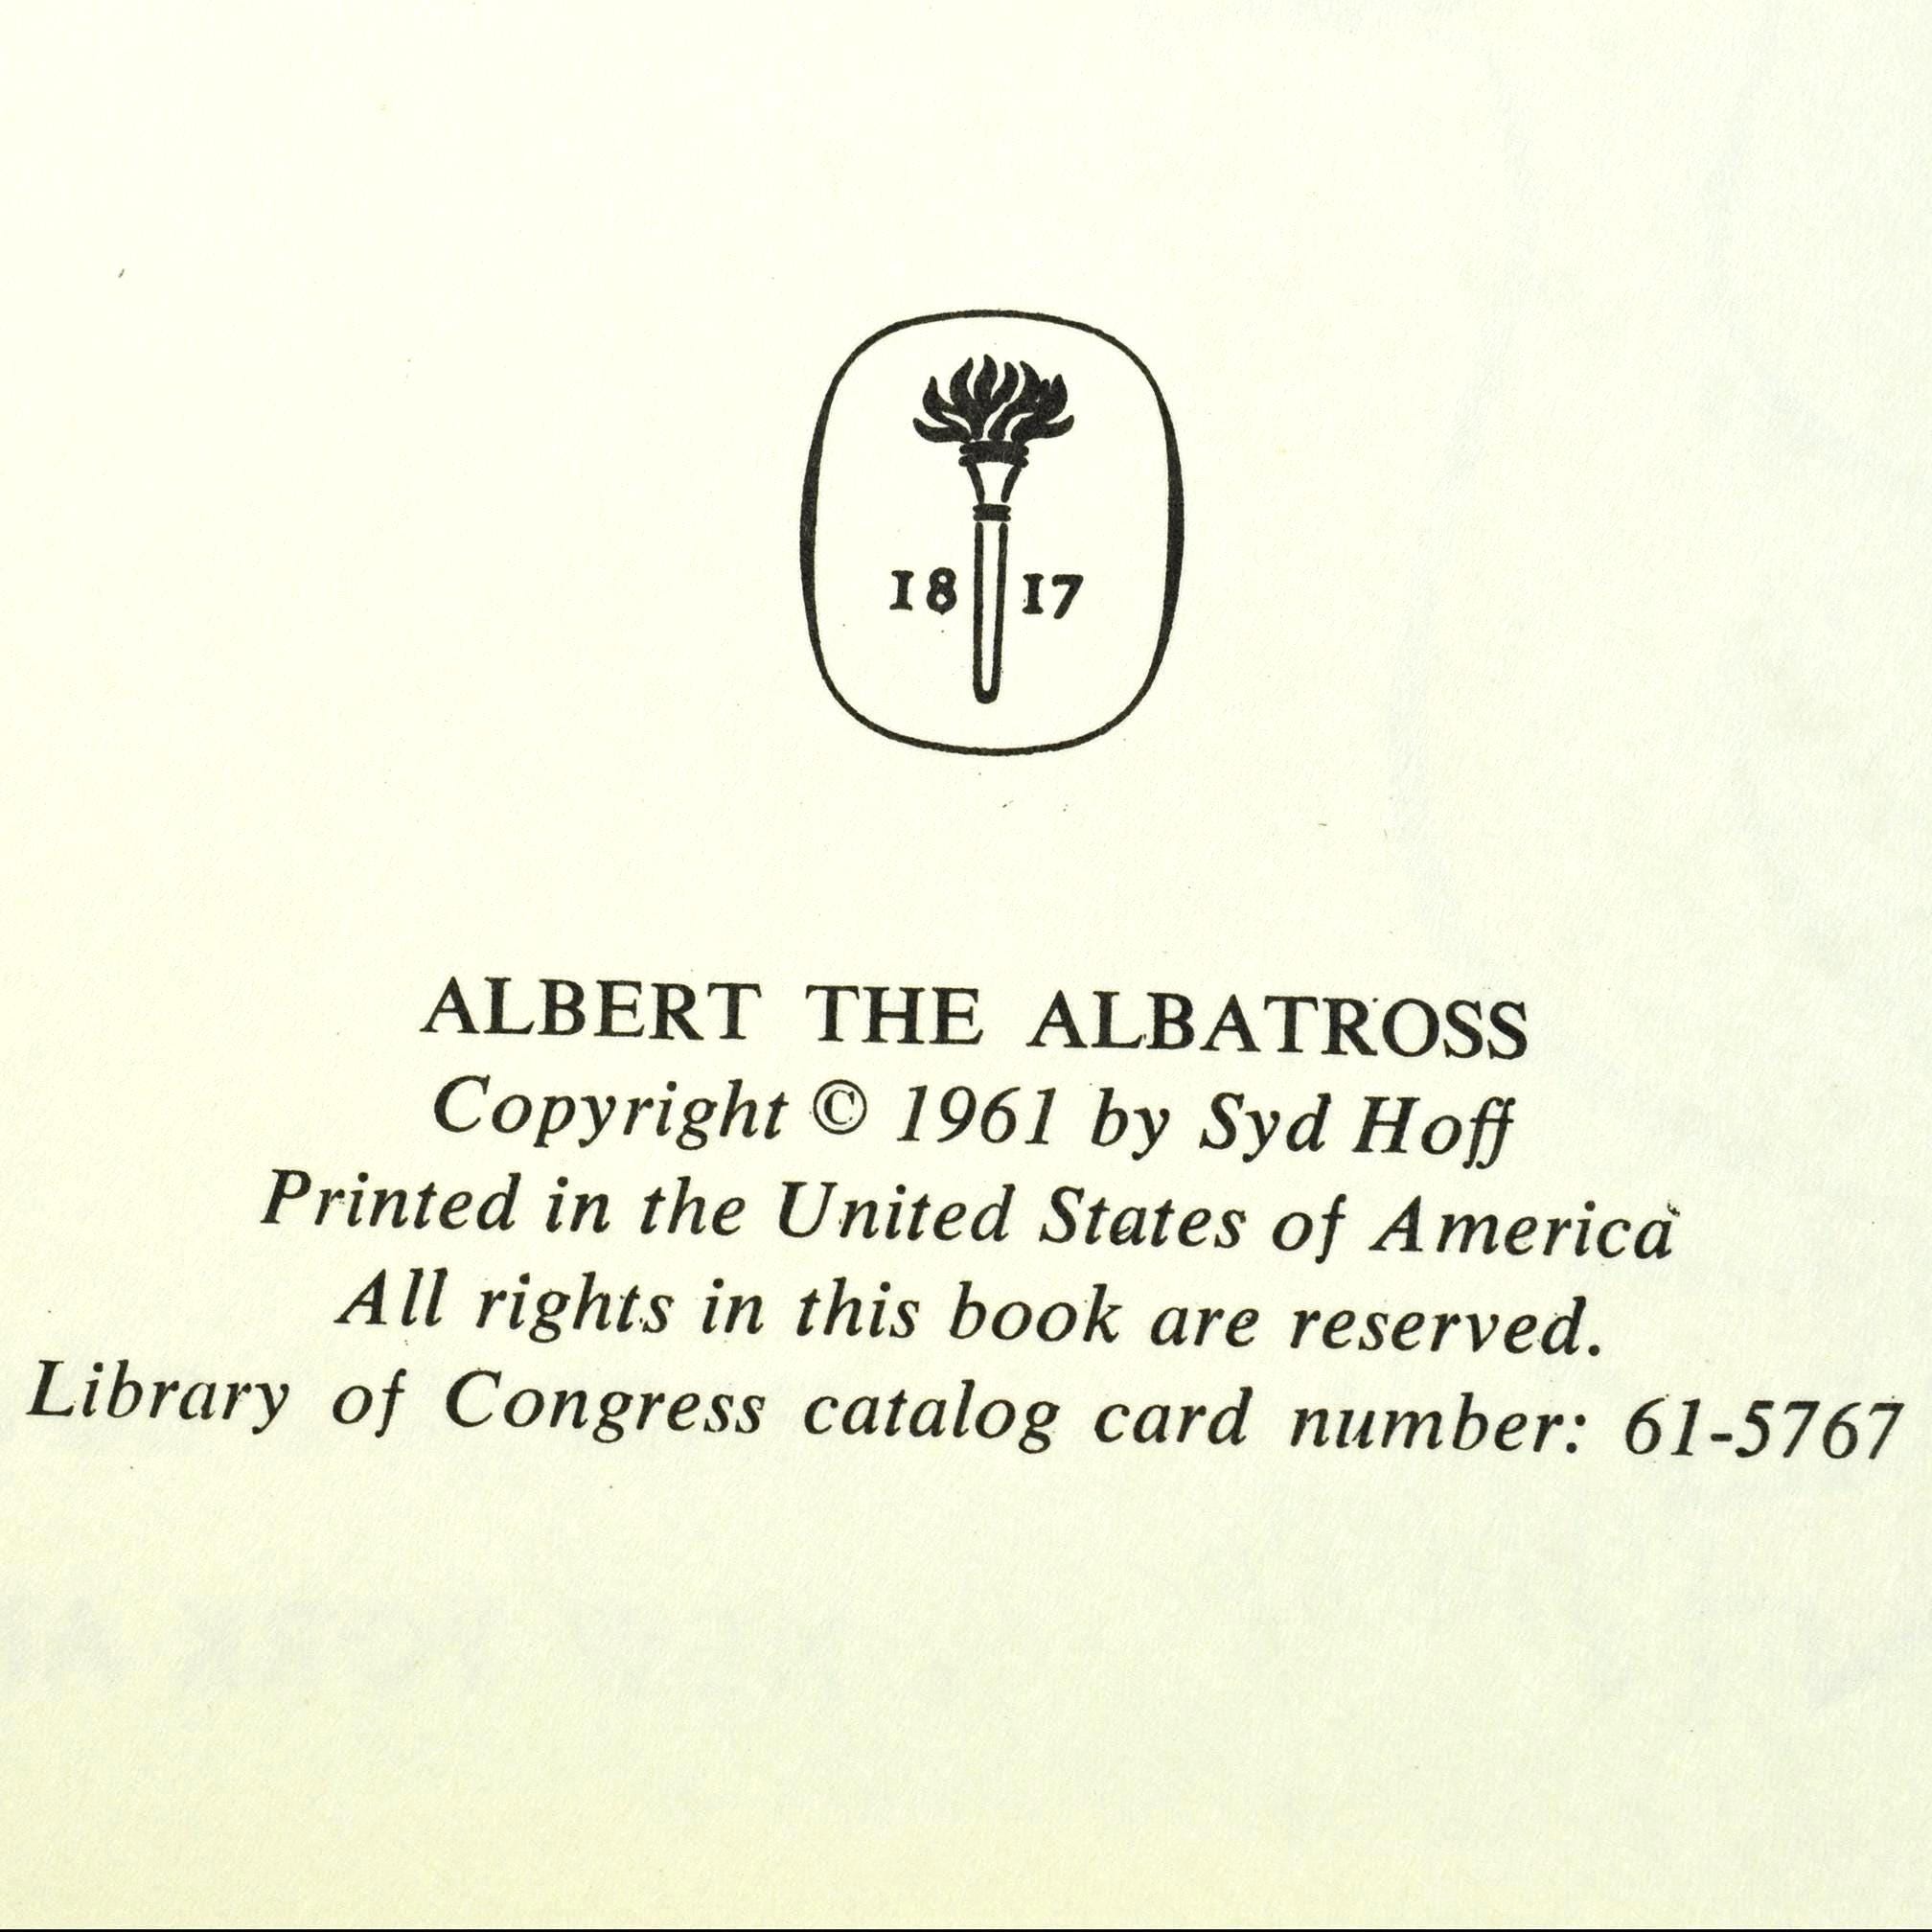 18 17
ALBERT THE ALBATROSS
Copyright © 1961 by Syd Hoff
Printed in the United States of America
All rights in this book are reserved.
Library of Congress catalog card number: 61-5767